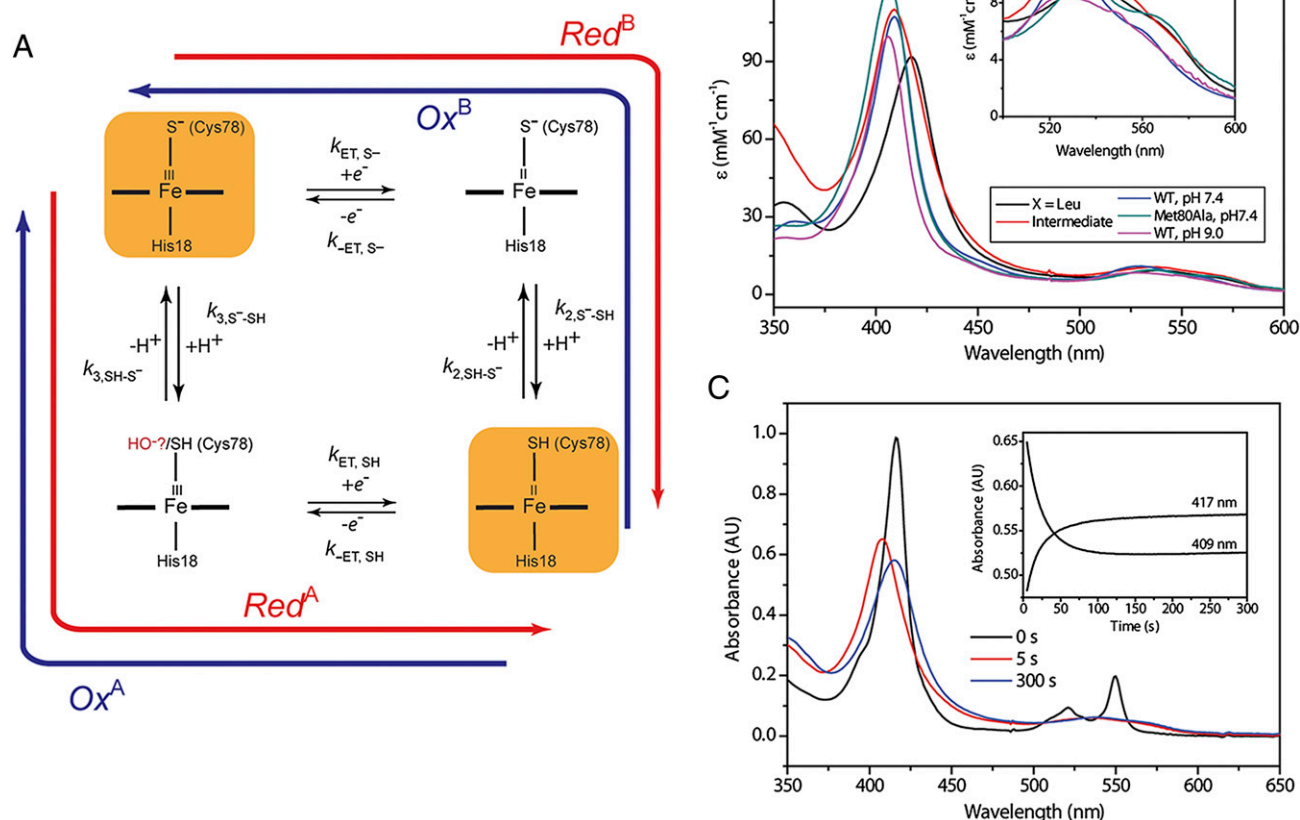 A
Red^B
Ox^B
S⁻ (Cys78)
III
Fe
His18
k_ET, S−
+e⁻
-e⁻
k_-ET, S−
S⁻ (Cys78)
II
Fe
His18
k_3,S⁻-SH
-H⁺
+H⁺
k_3,SH-S⁻
k_2,S⁻-SH
-H⁺
+H⁺
k_2,SH-S⁻
HO⁻?/SH (Cys78)
III
Fe
His18
k_ET, SH
+e⁻
-e⁻
k_-ET, SH
SH (Cys78)
II
Fe
His18
Red^A
Ox^A
ε (mM⁻¹cm⁻¹)
90
60
30
0
350 400 450 500 550 600
Wavelength (nm)
ε (mM⁻¹cm⁻¹)
8
4
0
520 560 600
Wavelength (nm)
X = Leu
Intermediate
WT, pH 7.4
Met80Ala, pH7.4
WT, pH 9.0
C
Absorbance (AU)
1.0
0.8
0.6
0.4
0.2
0.0
350 400 450 500 550 600 650
Wavelength (nm)
0 s
5 s
300 s
Absorbance (AU)
0.65
0.60
0.55
0.50
417 nm
409 nm
0 50 100 150 200 250 300
Time (s)